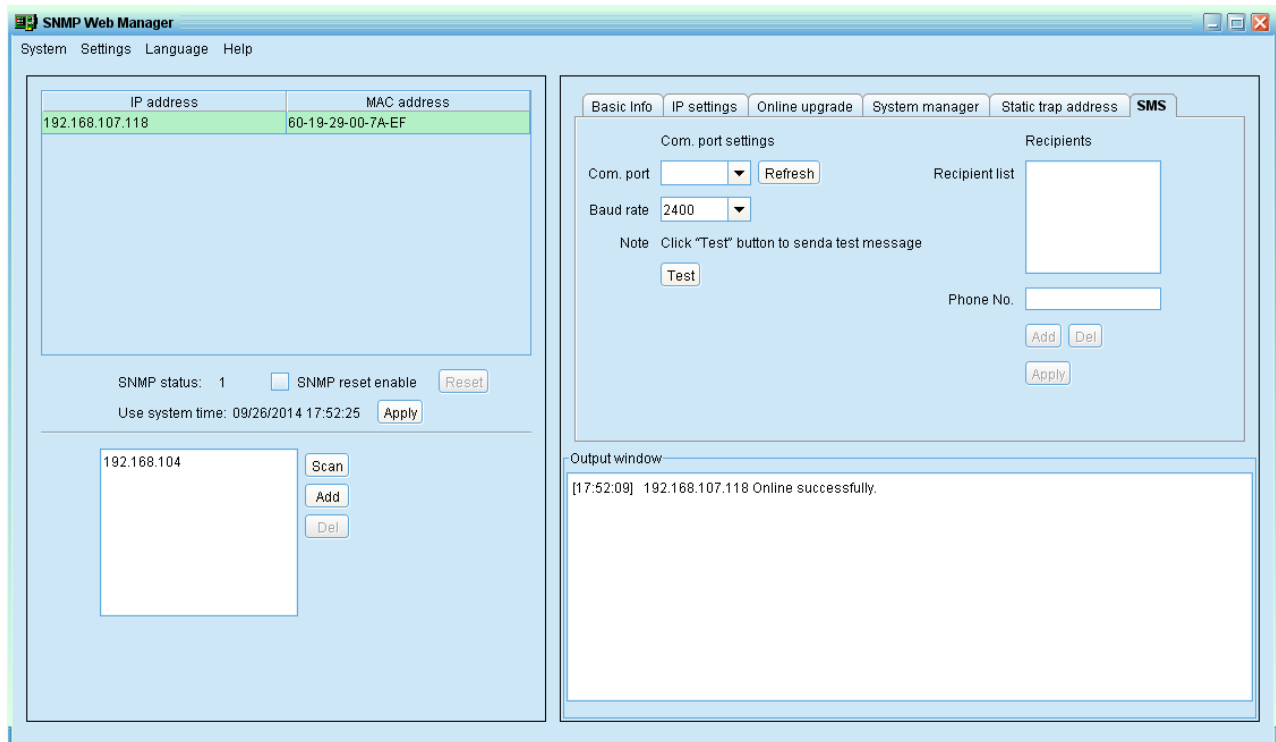 SNMP Web Manager
System Settings Language Help
IP address MAC address
192.168.107.118 60-19-29-00-7A-EF
SNMP status: 1 SNMP reset enable Reset
Use system time: 09/26/2014 17:52:25 Apply
192.168.104
Scan
Add
Del
Basic Info IP settings Online upgrade System manager Static trap address SMS
Com. port settings
Com. port Refresh
Baud rate 2400
Note Click “Test” button to senda test message
Test
Recipients
Recipient list
Phone No.
Add Del
Apply
Output window
[17:52:09] 192.168.107.118 Online successfully.